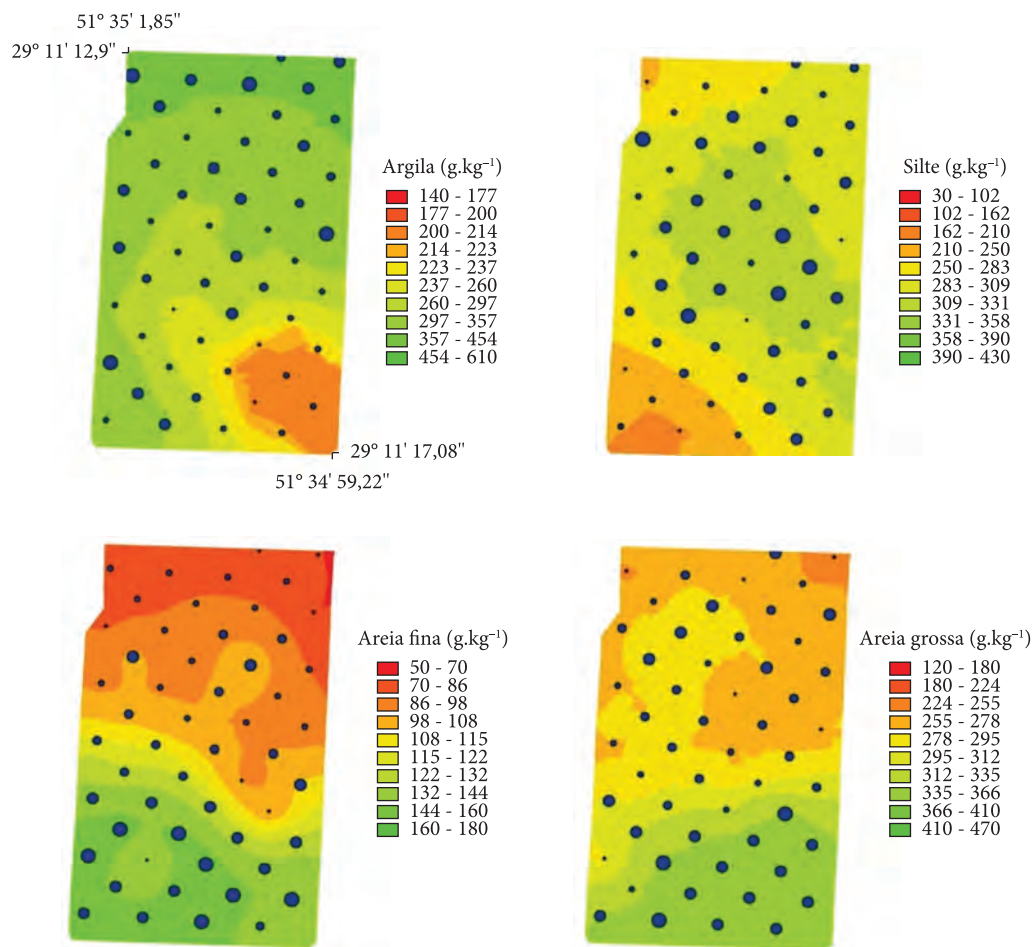 51° 35' 1,85"
29° 11' 12,9"
Argila (g.kg⁻¹)
140 - 177
177 - 200
200 - 214
214 - 223
223 - 237
237 - 260
260 - 297
297 - 357
357 - 454
454 - 610
29° 11' 17,08"
51° 34' 59,22"
Silte (g.kg⁻¹)
30 - 102
102 - 162
162 - 210
210 - 250
250 - 283
283 - 309
309 - 331
331 - 358
358 - 390
390 - 430
Areia fina (g.kg⁻¹)
50 - 70
70 - 86
86 - 98
98 - 108
108 - 115
115 - 122
122 - 132
132 - 144
144 - 160
160 - 180
Areia grossa (g.kg⁻¹)
120 - 180
180 - 224
224 - 255
255 - 278
278 - 295
295 - 312
312 - 335
335 - 366
366 - 410
410 - 470